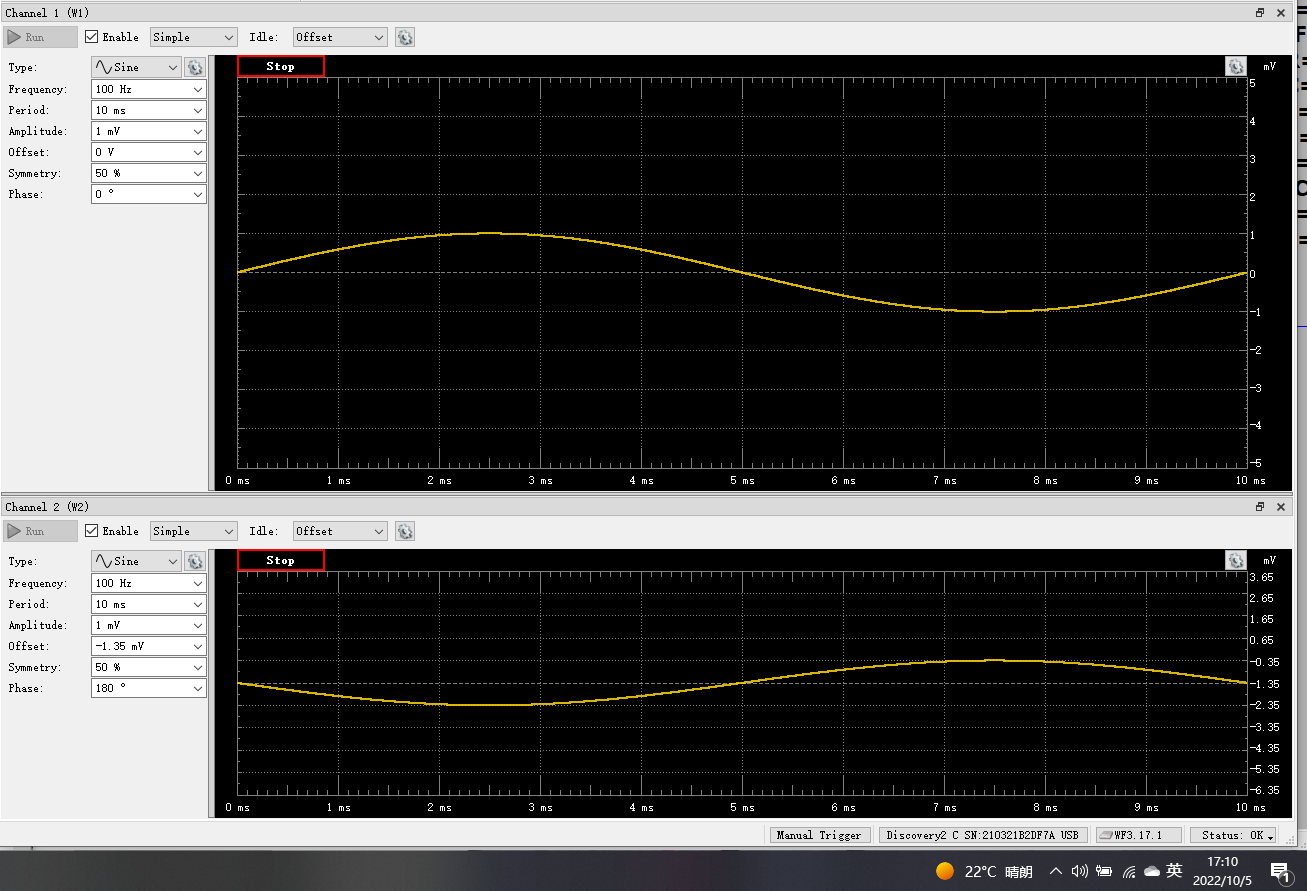 Channel 1 (W1)
Run Enable Simple Idle: Offset
Type: Sine
Frequency: 100 Hz
Period: 10 ms
Amplitude: 1 mV
Offset: 0 V
Symmetry: 50 %
Phase: 0 °
Stop mV
5
4
3
2
1
0
-1
-2
-3
-4
-5
0 ms 1 ms 2 ms 3 ms 4 ms 5 ms 6 ms 7 ms 8 ms 9 ms 10 ms
Channel 2 (W2)
Run Enable Simple Idle: Offset
Type: Sine
Frequency: 100 Hz
Period: 10 ms
Amplitude: 1 mV
Offset: -1.35 mV
Symmetry: 50 %
Phase: 180 °
Stop mV
3.65
2.65
1.65
0.65
-0.35
-1.35
-2.35
-3.35
-4.35
-5.35
-6.35
0 ms 1 ms 2 ms 3 ms 4 ms 5 ms 6 ms 7 ms 8 ms 9 ms 10 ms
Manual Trigger Discovery2 C SN:210321B2DF7A USB WF3.17.1 Status: OK
22°C 晴朗 英 17:10
2022/10/5 1